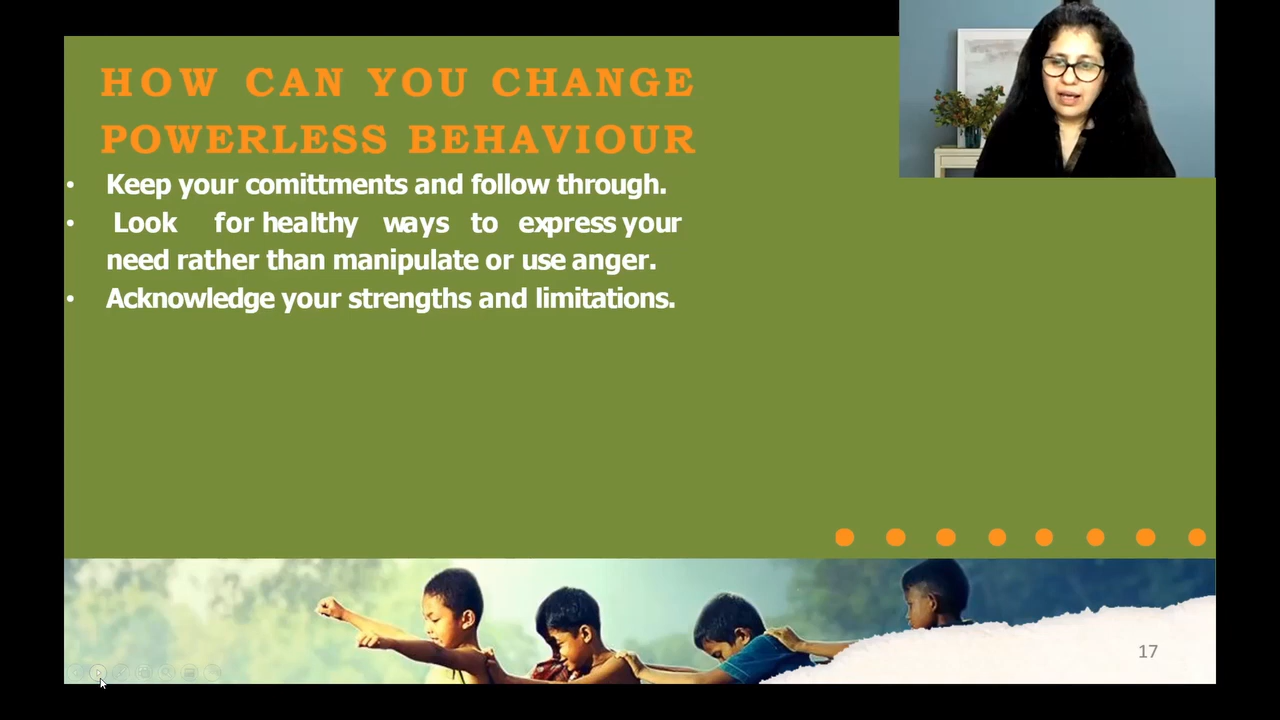 HOW CAN YOU CHANGE
POWERLESS BEHAVIOUR
• Keep your comittments and follow through.
• Look for healthy ways to express your
need rather than manipulate or use anger.
• Acknowledge your strengths and limitations.
17